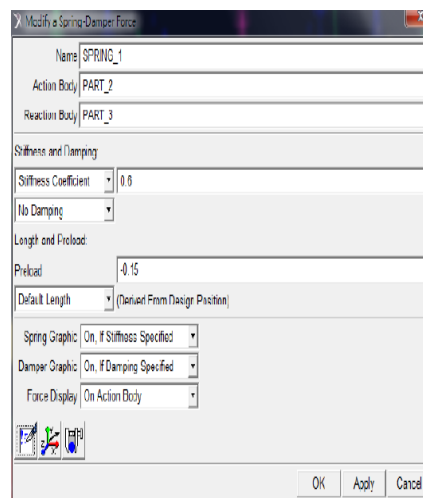 Modify a Spring-Damper Force
Name SPRING_1
Action Body PART_2
Reaction Body PART_3
Stiffness and Damping:
Stiffness Coefficient 0.6
No Damping
Length and Preload:
Preload -0.15
Default Length (Derived From Design Position)
Spring Graphic On, If Stiffness Specified
Damper Graphic On, If Damping Specified
Force Display On Action Body
OK Apply Cancel